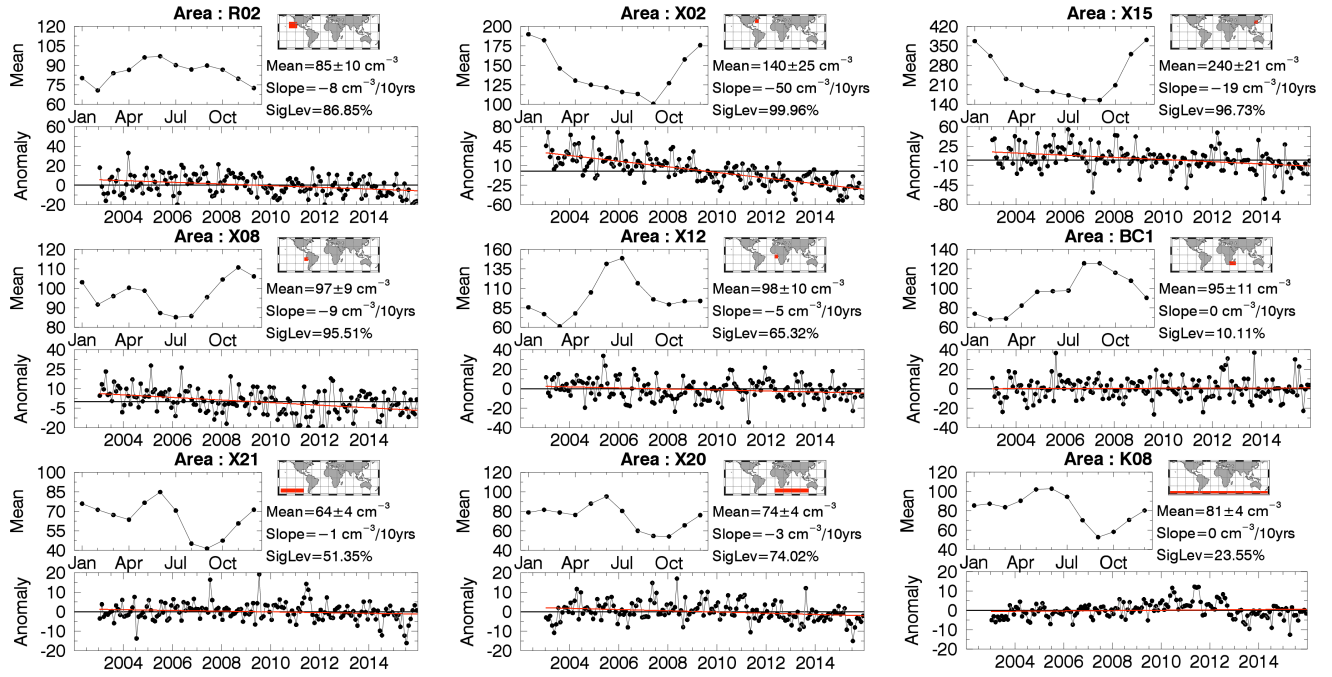 Area : R02
120
105
90
75
60
Mean
Jan Apr Jul Oct
Mean=85±10 cm⁻³
Slope=−8 cm⁻³/10yrs
SigLev=86.85%
60
40
20
0
-20
Anomaly
2004 2006 2008 2010 2012 2014
Area : X02
200
175
150
125
100
Mean
Jan Apr Jul Oct
Mean=140±25 cm⁻³
Slope=−50 cm⁻³/10yrs
SigLev=99.96%
80
45
10
-25
-60
Anomaly
2004 2006 2008 2010 2012 2014
Area : X15
420
350
280
210
140
Mean
Jan Apr Jul Oct
Mean=240±21 cm⁻³
Slope=−19 cm⁻³/10yrs
SigLev=96.73%
60
25
-10
-45
-80
Anomaly
2004 2006 2008 2010 2012 2014
Area : X08
120
110
100
90
80
Mean
Jan Apr Jul Oct
Mean=97±9 cm⁻³
Slope=−9 cm⁻³/10yrs
SigLev=95.51%
40
25
10
-5
-20
Anomaly
2004 2006 2008 2010 2012 2014
Area : X12
160
135
110
85
60
Mean
Jan Apr Jul Oct
Mean=98±10 cm⁻³
Slope=−5 cm⁻³/10yrs
SigLev=65.32%
40
20
0
-20
-40
Anomaly
2004 2006 2008 2010 2012 2014
Area : BC1
140
120
100
80
60
Mean
Jan Apr Jul Oct
Mean=95±11 cm⁻³
Slope=0 cm⁻³/10yrs
SigLev=10.11%
40
20
0
-20
-40
Anomaly
2004 2006 2008 2010 2012 2014
Area : X21
100
85
70
55
40
Mean
Jan Apr Jul Oct
Mean=64±4 cm⁻³
Slope=−1 cm⁻³/10yrs
SigLev=51.35%
20
10
0
-10
-20
Anomaly
2004 2006 2008 2010 2012 2014
Area : X20
120
100
80
60
40
Mean
Jan Apr Jul Oct
Mean=74±4 cm⁻³
Slope=−3 cm⁻³/10yrs
SigLev=74.02%
20
10
0
-10
-20
Anomaly
2004 2006 2008 2010 2012 2014
Area : K08
120
100
80
60
40
Mean
Jan Apr Jul Oct
Mean=81±4 cm⁻³
Slope=0 cm⁻³/10yrs
SigLev=23.55%
20
10
0
-10
-20
Anomaly
2004 2006 2008 2010 2012 2014